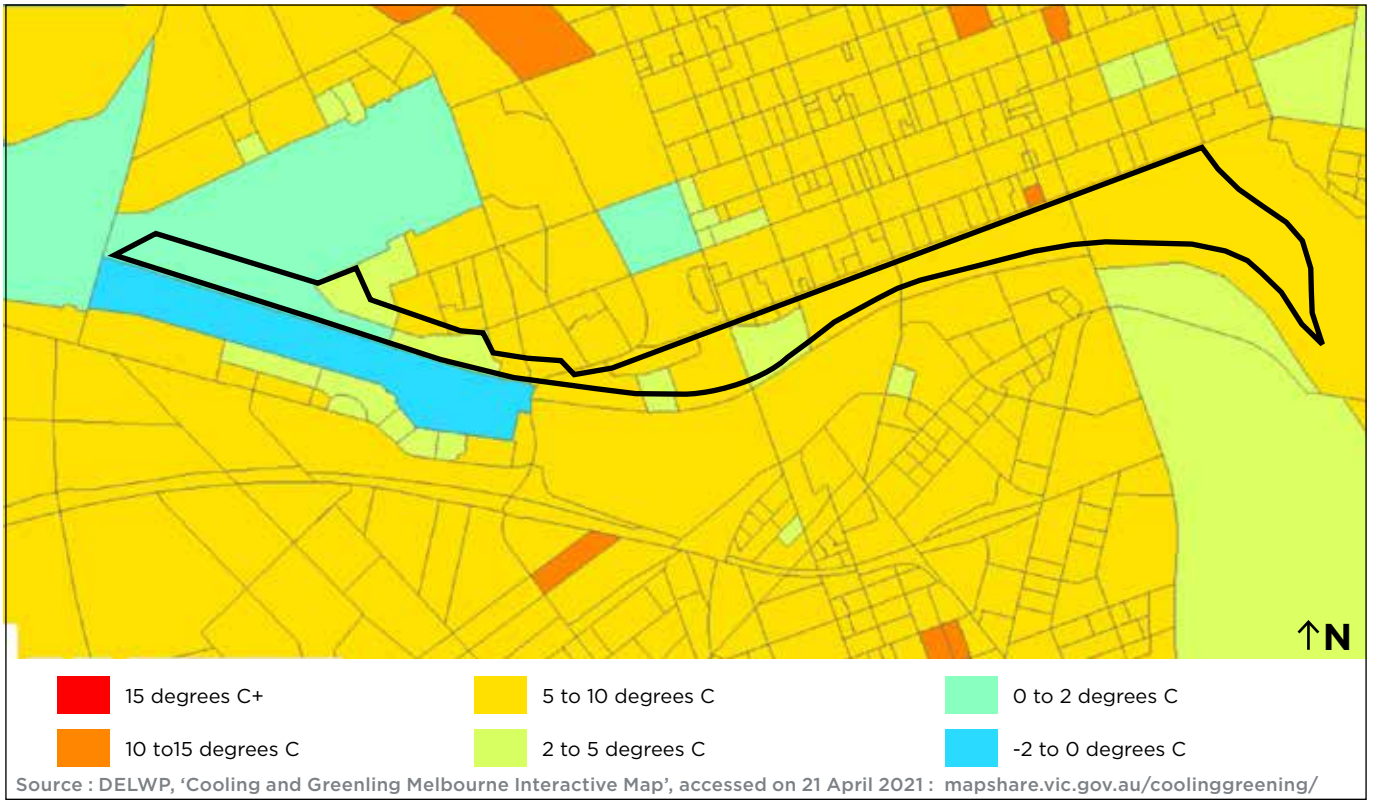 ↑N
15 degrees C+
5 to 10 degrees C
0 to 2 degrees C
10 to15 degrees C
2 to 5 degrees C
-2 to 0 degrees C
Source : DELWP, ‘Cooling and Greenling Melbourne Interactive Map’, accessed on 21 April 2021 : mapshare.vic.gov.au/coolinggreening/